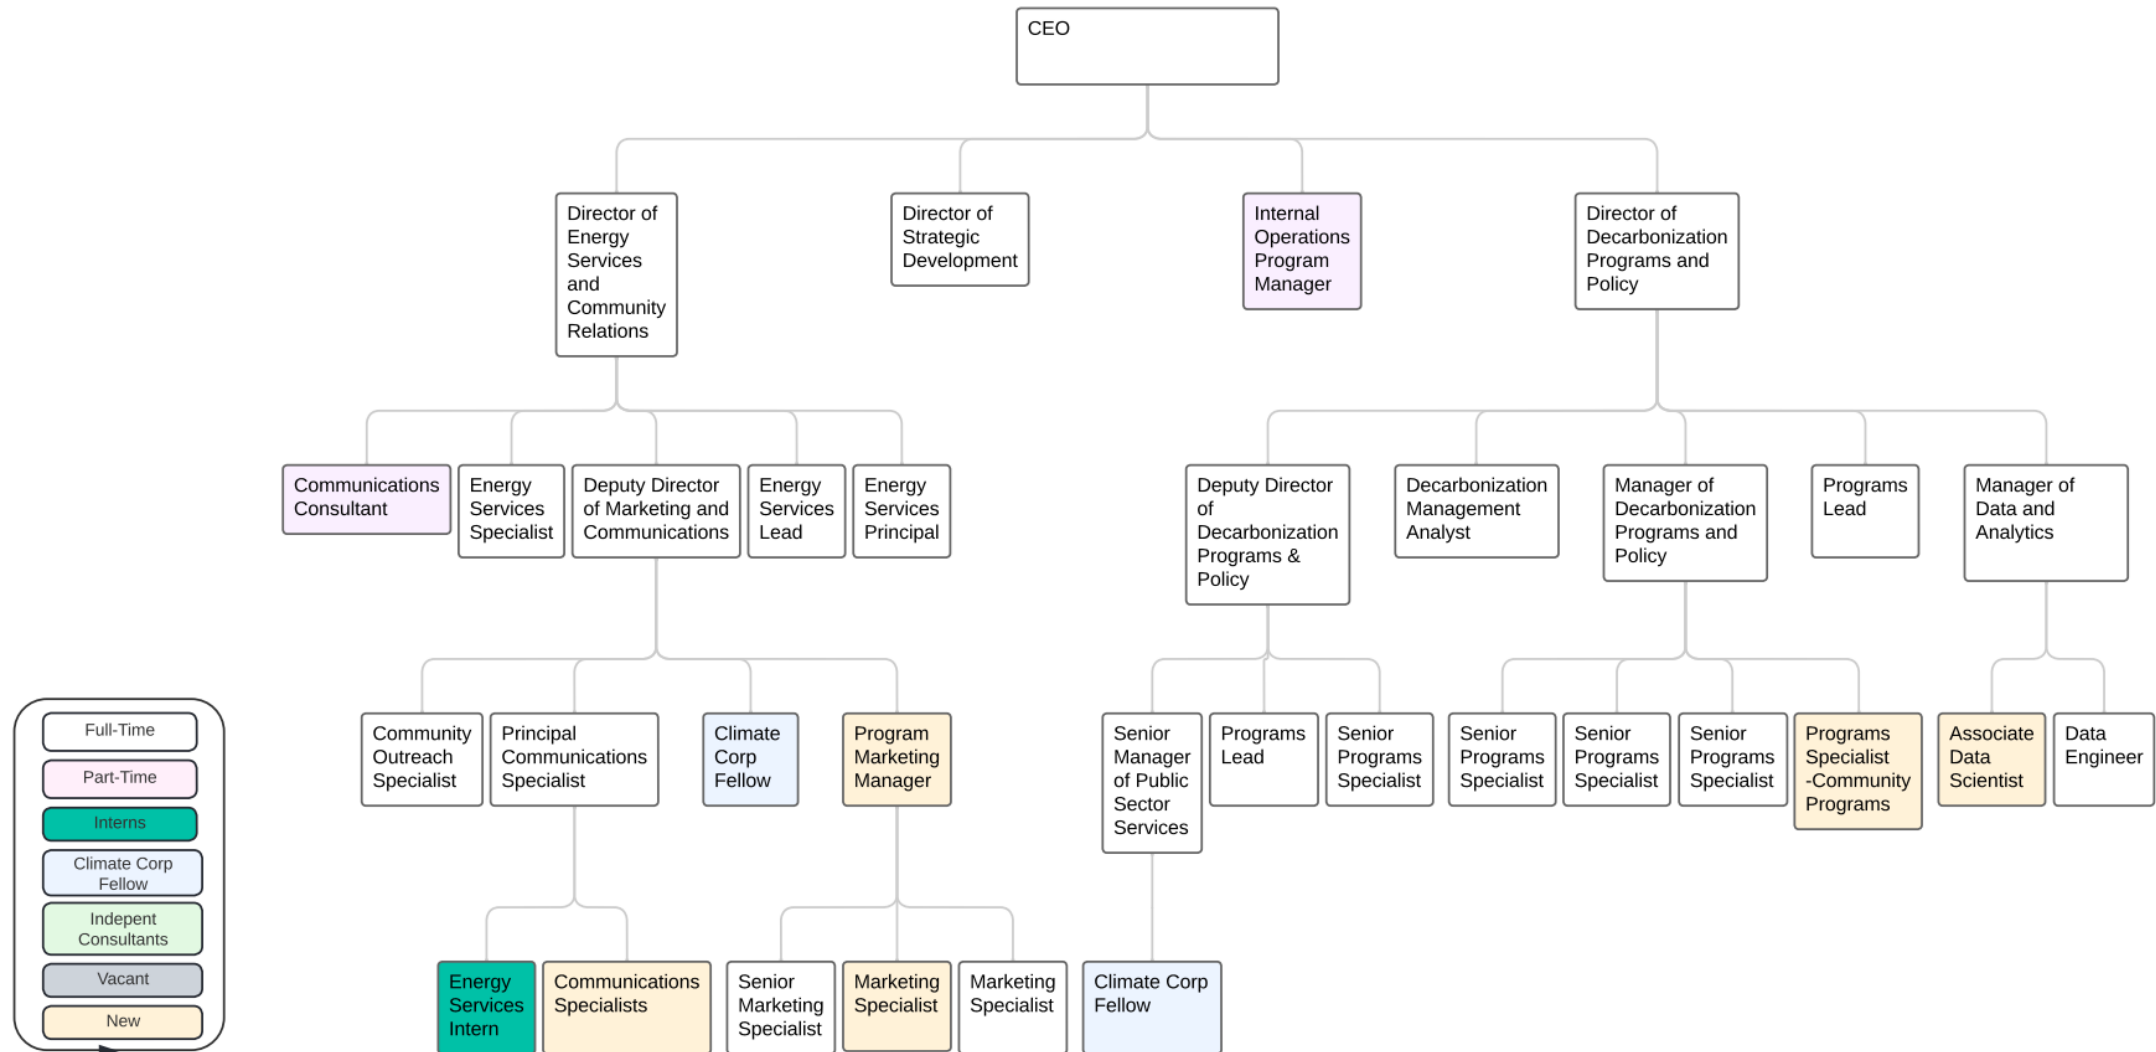 CEO
Director of
Energy
Services
and
Community
Relations
Director of
Strategic
Development
Internal
Operations
Program
Manager
Director of
Decarbonization
Programs and
Policy
Communications
Consultant
Energy
Services
Specialist
Deputy Director
of Marketing and
Communications
Energy
Services
Lead
Energy
Services
Principal
Deputy Director
of
Decarbonization
Programs &
Policy
Decarbonization
Management
Analyst
Manager of
Decarbonization
Programs and
Policy
Programs
Lead
Manager of
Data and
Analytics
Community
Outreach
Specialist
Principal
Communications
Specialist
Climate
Corp
Fellow
Program
Marketing
Manager
Senior
Manager
of Public
Sector
Services
Programs
Lead
Senior
Programs
Specialist
Senior
Programs
Specialist
Senior
Programs
Specialist
Senior
Programs
Specialist
Programs
Specialist
-Community
Programs
Associate
Data
Scientist
Data
Engineer
Energy
Services
Intern
Communications
Specialists
Senior
Marketing
Specialist
Marketing
Specialist
Marketing
Specialist
Climate Corp
Fellow
Full-Time
Part-Time
Interns
Climate Corp
Fellow
Indepent
Consultants
Vacant
New